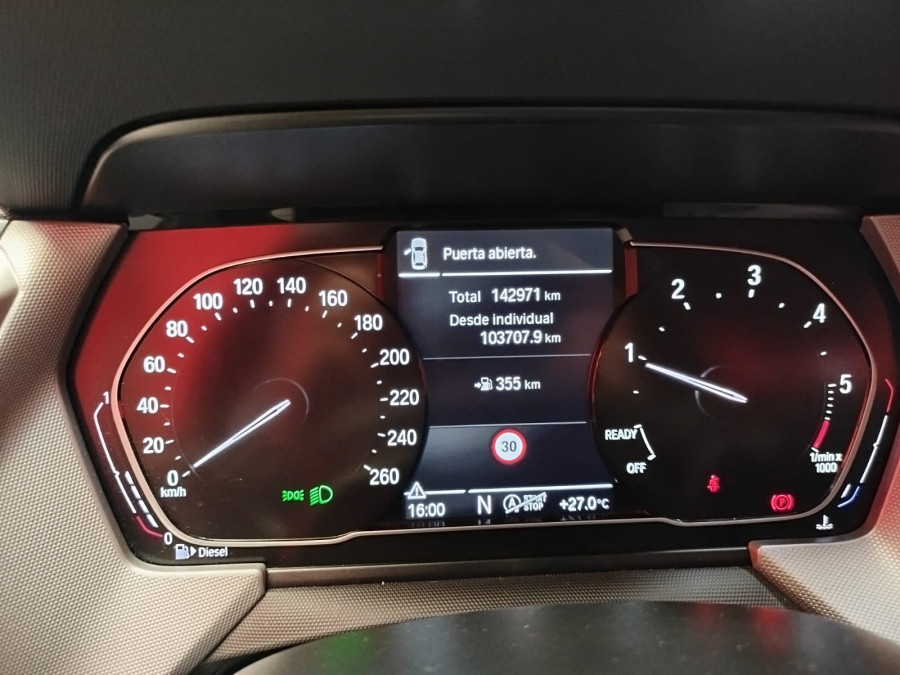 Puerta abierta.
Total 142971 km
Desde individual
103707.9 km
355 km
30
16:00 N A START STOP +27.0°C
0
20
40
60
80
100
120
140
160
180
200
220
240
260
km/h
1
0
Diesel
1
2
3
4
5
READY
OFF
1/min x
1000
P